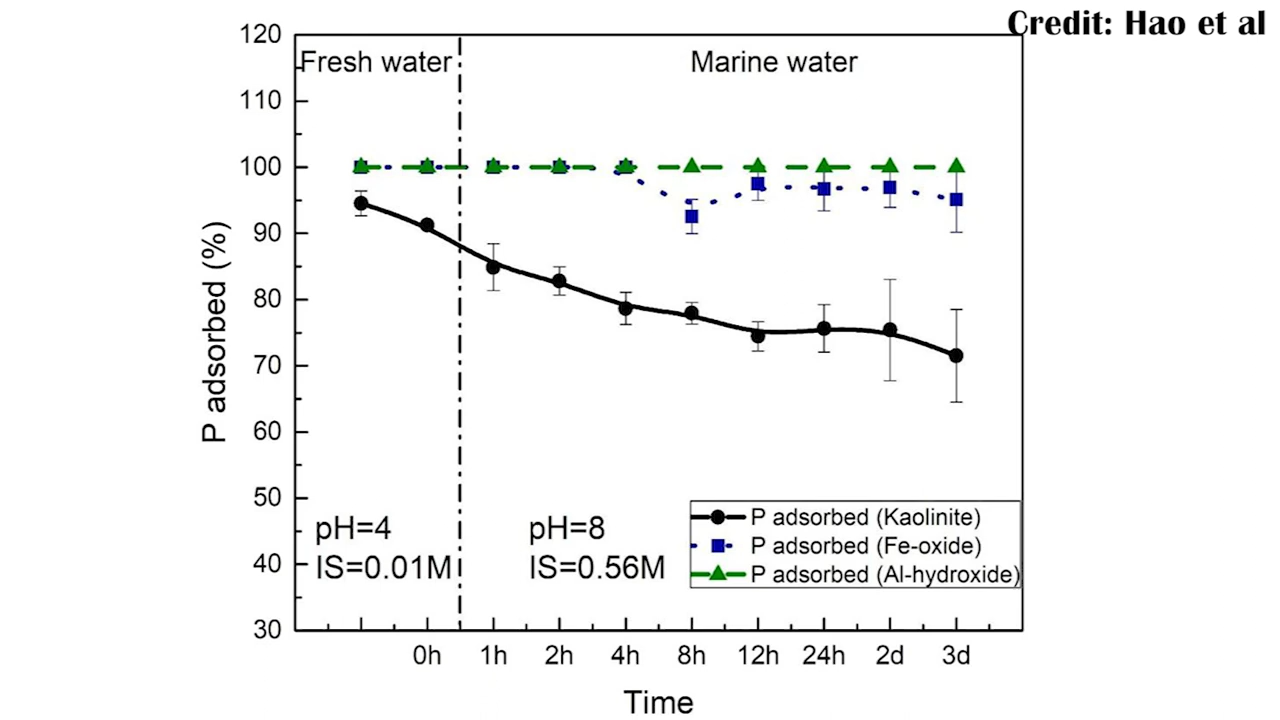 Credit: Hao et al
120
110
100
90
80
70
60
50
40
30
P adsorbed (%)
Fresh water
Marine water
pH=4
IS=0.01M
pH=8
IS=0.56M
P adsorbed (Kaolinite)
P adsorbed (Fe-oxide)
P adsorbed (Al-hydroxide)
0h 1h 2h 4h 8h 12h 24h 2d 3d
Time